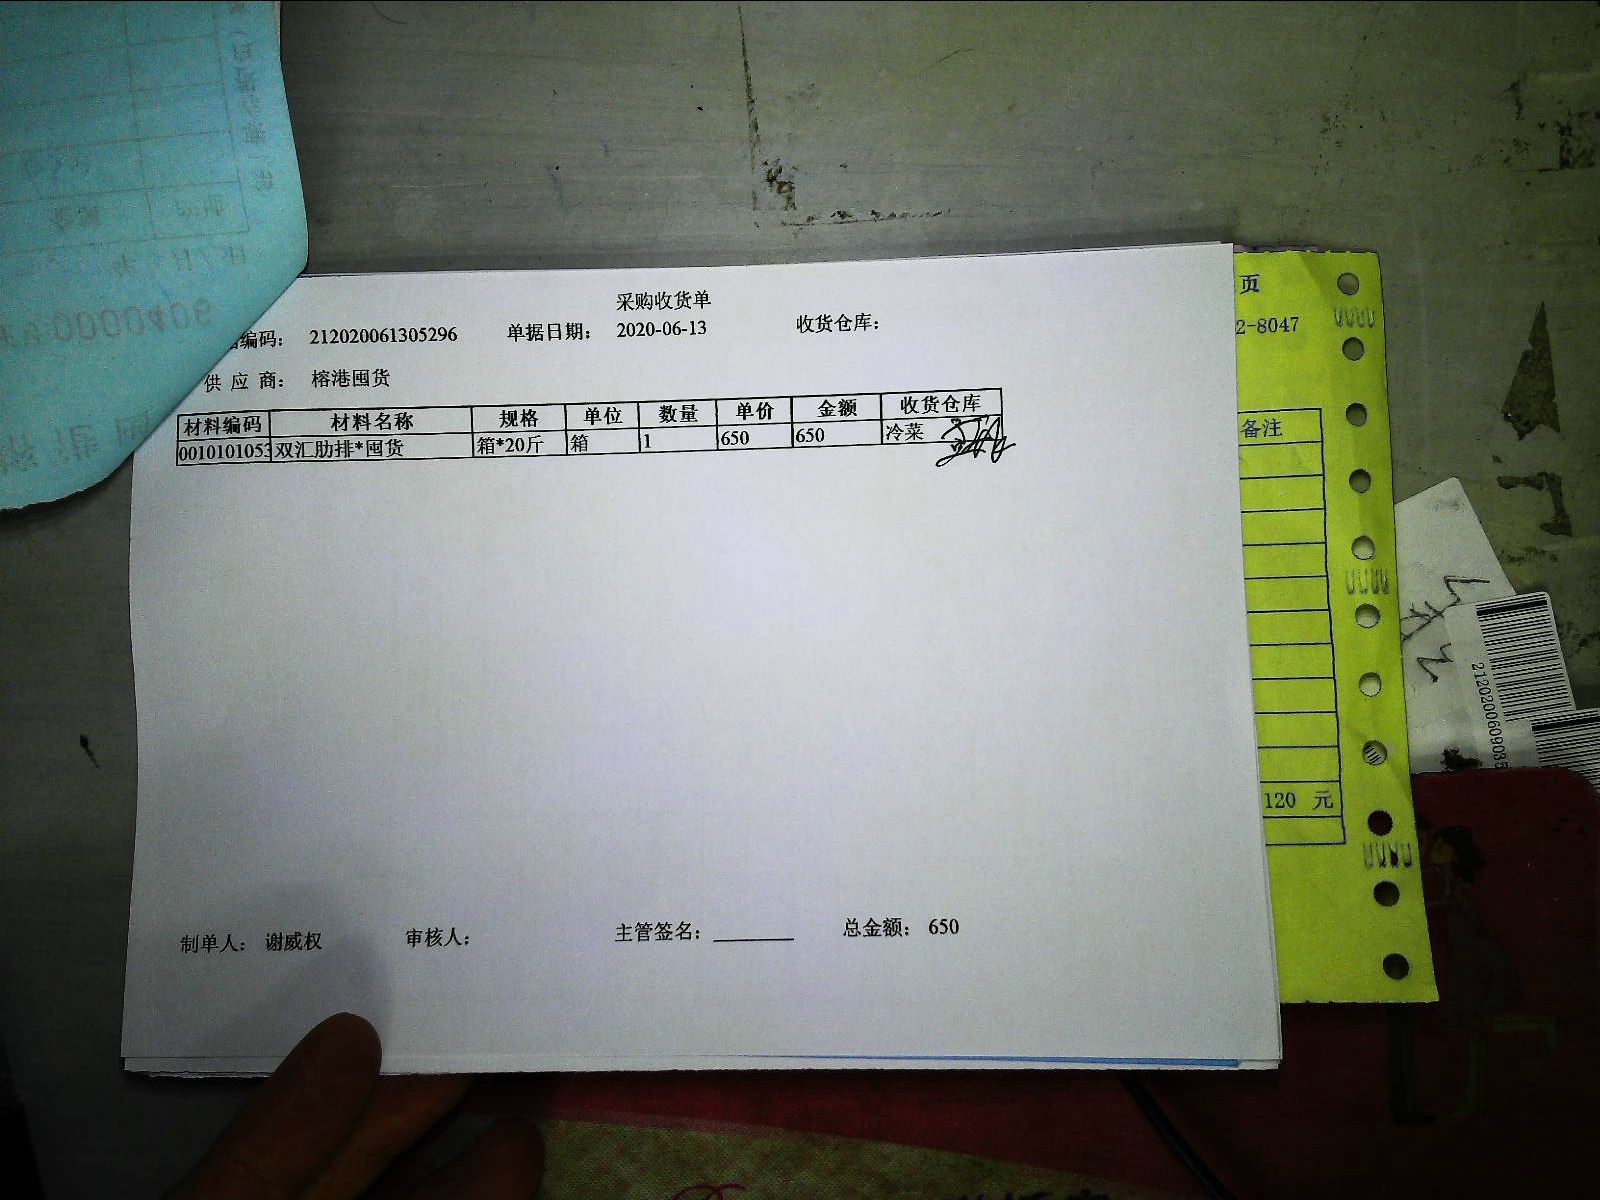 采购收货单
编码： 212020061305296 单据日期： 2020-06-13 收货仓库：
供应商： 榕港囤货
材料编码 材料名称 规格 单位 数量 单价 金额 收货仓库
0010101053 双汇肋排*囤货 箱*20斤 箱 1 650 650 冷菜
制单人： 谢威权 审核人： 主管签名： 总金额： 650
页
2-8047
备注
120 元
21202006090835
0000406